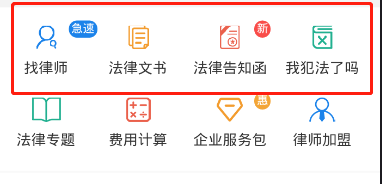 急速
新
找律师 法律文书 法律告知函 我犯法了吗
惠
法律专题 费用计算 企业服务包 律师加盟